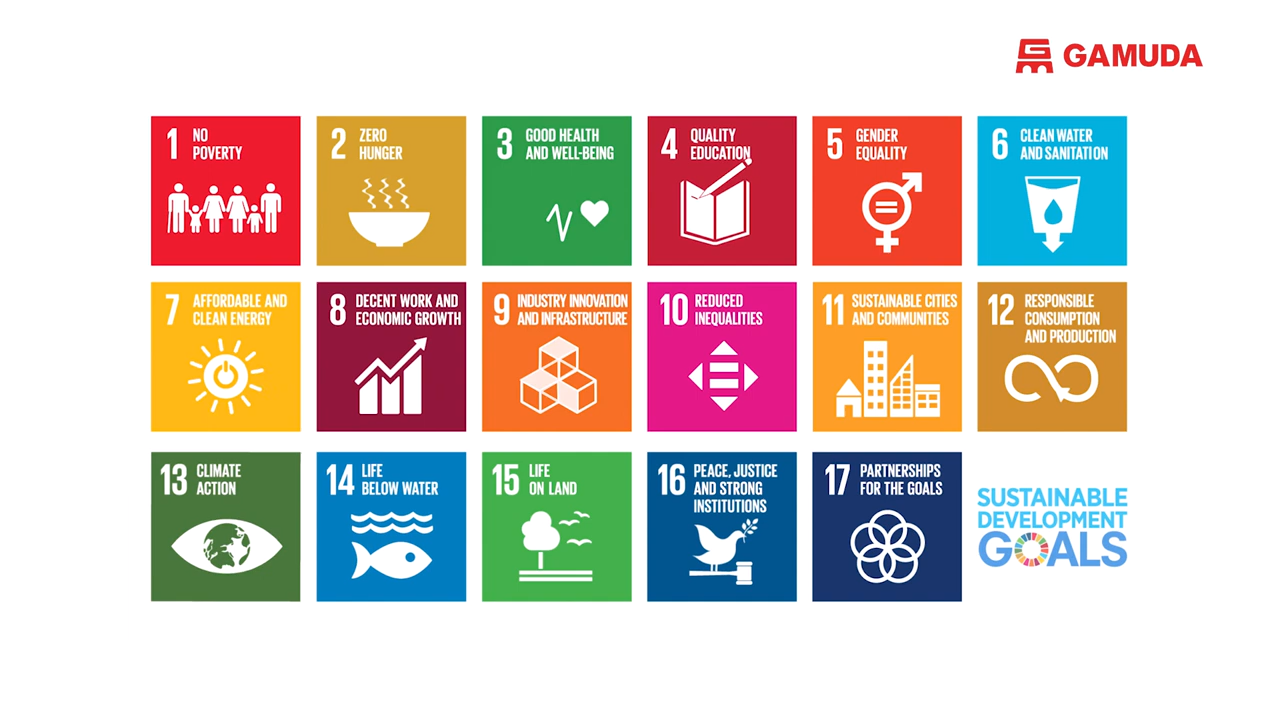 GAMUDA
1 NO
POVERTY
2 ZERO
HUNGER
3 GOOD HEALTH
AND WELL-BEING
4 QUALITY
EDUCATION
5 GENDER
EQUALITY
6 CLEAN WATER
AND SANITATION
7 AFFORDABLE AND
CLEAN ENERGY
8 DECENT WORK AND
ECONOMIC GROWTH
9 INDUSTRY INNOVATION
AND INFRASTRUCTURE
10 REDUCED
INEQUALITIES
11 SUSTAINABLE CITIES
AND COMMUNITIES
12 RESPONSIBLE
CONSUMPTION
AND PRODUCTION
13 CLIMATE
ACTION
14 LIFE
BELOW WATER
15 LIFE
ON LAND
16 PEACE, JUSTICE
AND STRONG
INSTITUTIONS
17 PARTNERSHIPS
FOR THE GOALS
SUSTAINABLE
DEVELOPMENT
GOALS